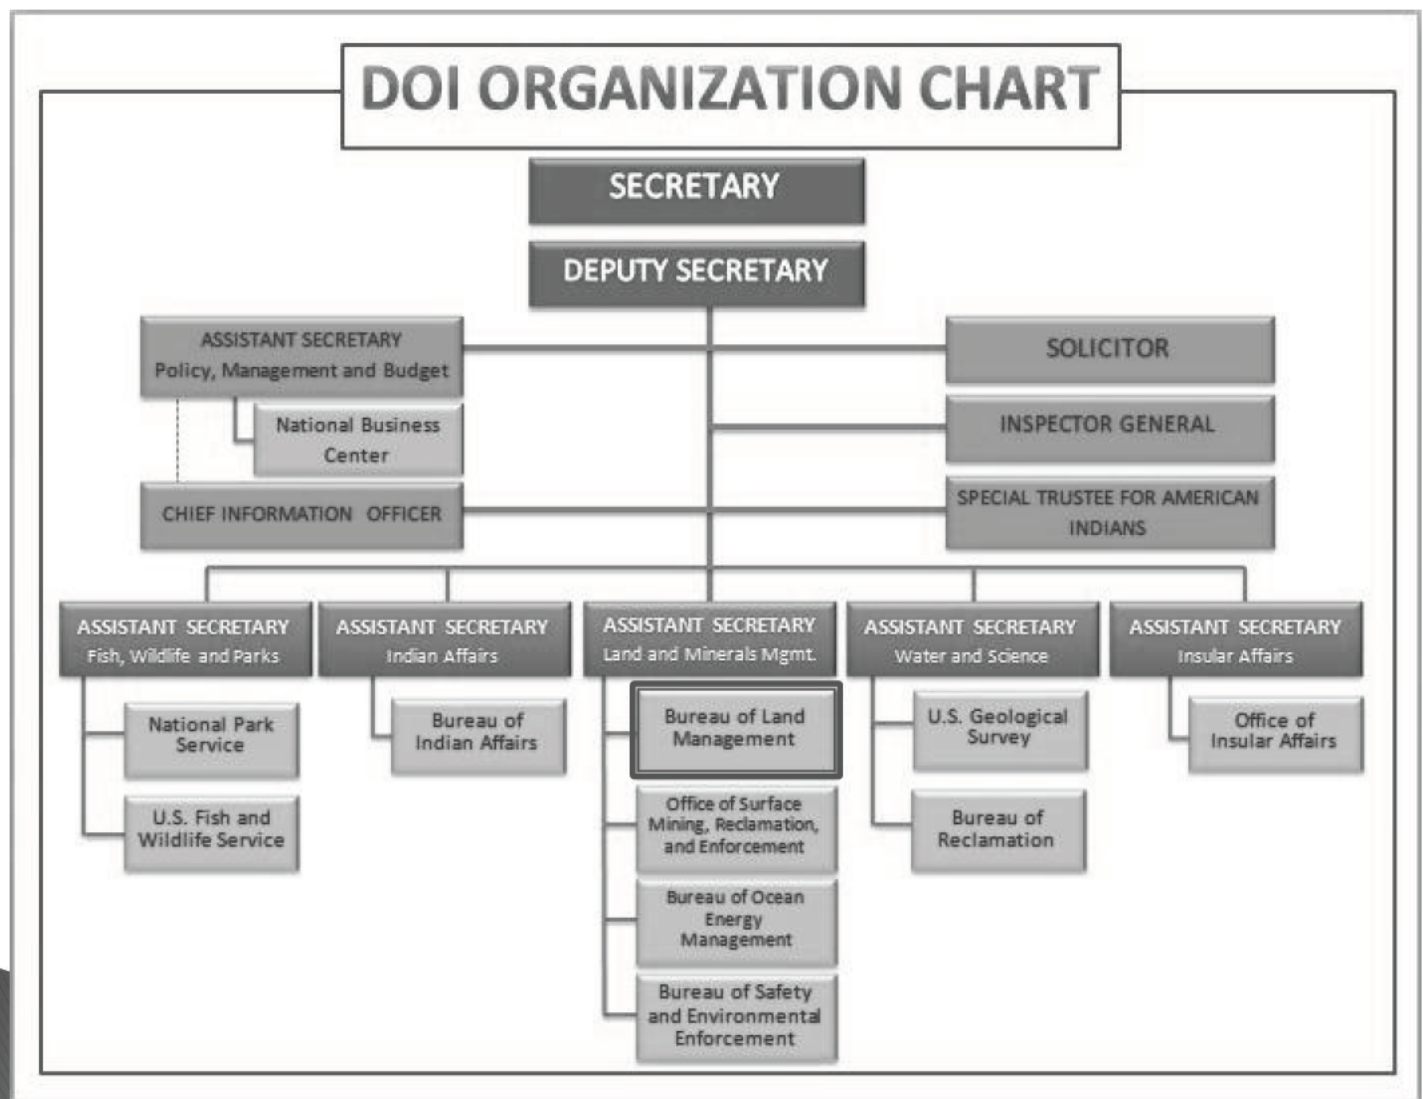 DOI ORGANIZATION CHART
SECRETARY
DEPUTY SECRETARY
ASSISTANT SECRETARY
Policy, Management and Budget
National Business
Center
CHIEF INFORMATION OFFICER
SOLICITOR
INSPECTOR GENERAL
SPECIAL TRUSTEE FOR AMERICAN
INDIANS
ASSISTANT SECRETARY
Fish, Wildlife and Parks
National Park
Service
U.S. Fish and
Wildlife Service
ASSISTANT SECRETARY
Indian Affairs
Bureau of
Indian Affairs
ASSISTANT SECRETARY
Land and Minerals Mgmt.
Bureau of Land
Management
Office of Surface
Mining, Reclamation,
and Enforcement
Bureau of Ocean
Energy
Management
Bureau of Safety
and Environmental
Enforcement
ASSISTANT SECRETARY
Water and Science
U.S. Geological
Survey
Bureau of
Reclamation
ASSISTANT SECRETARY
Insular Affairs
Office of
Insular Affairs